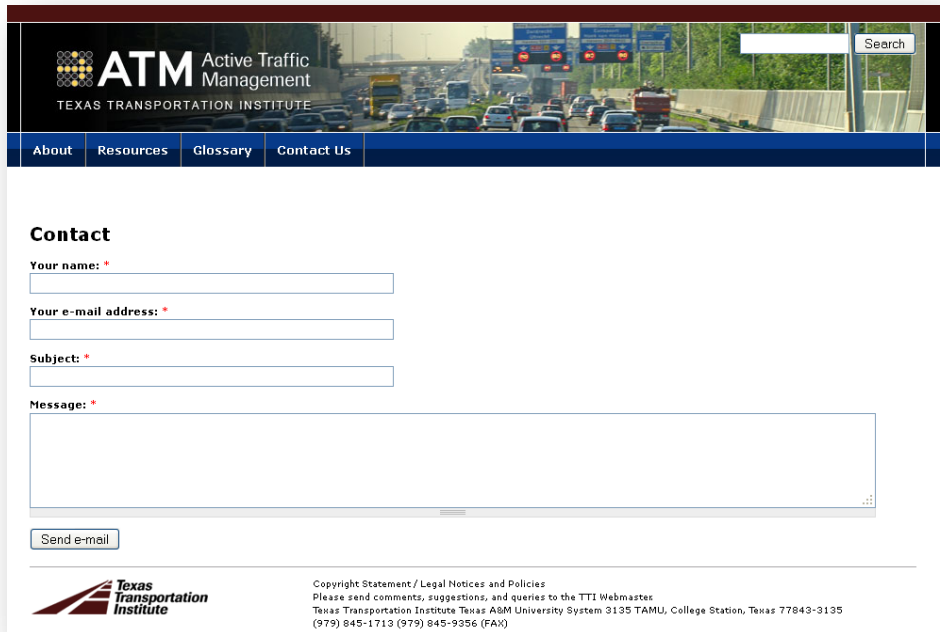 Search
ATM Active Traffic Management
TEXAS TRANSPORTATION INSTITUTE
About
Resources
Glossary
Contact Us
Contact
Your name: *
Your e-mail address: *
Subject: *
Message: *
Send e-mail
Texas
Transportation
Institute
Copyright Statement / Legal Notices and Policies
Please send comments, suggestions, and queries to the TTI Webmaster.
Texas Transportation Institute Texas A&M University System 3135 TAMU, College Station, Texas 77843-3135
(979) 845-1713 (979) 845-9356 (FAX)